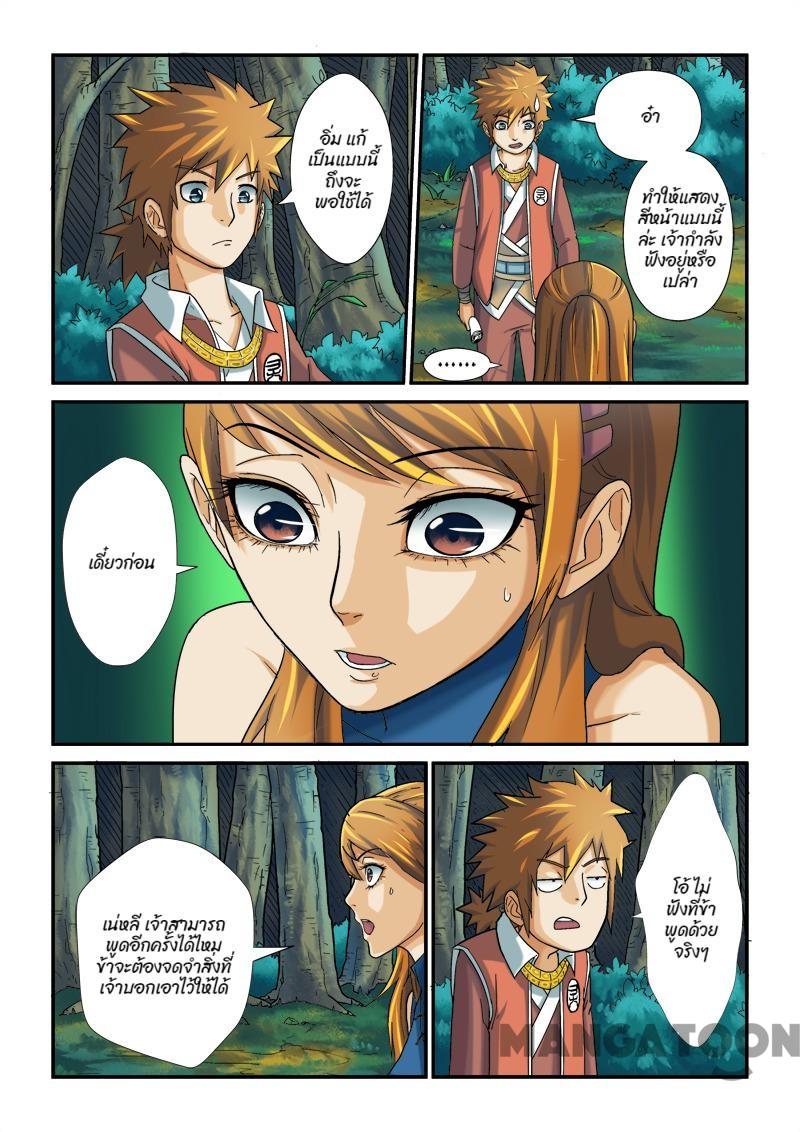 อิ่ม แก้
เป็นแบบนี้
ถึงจะ
พอใช้ได้
อำ
ทำให้แสดง
สีหน้าแบบนี้
ล่ะ เจ้ากำลัง
ฟังอยู่หรือ
เปล่า
••••••
เดี๋ยวก่อน
เน่หลี เจ้าสามารถ
พูดอีกครั้งได้ไหม
ข้าจะต้องจดจำสิ่งที่
เจ้าบอกเอาไว้ให้ได้
โอ้ ไม่
ฟังที่ข้า
พูดด้วย
จริงๆ
MANGATOON